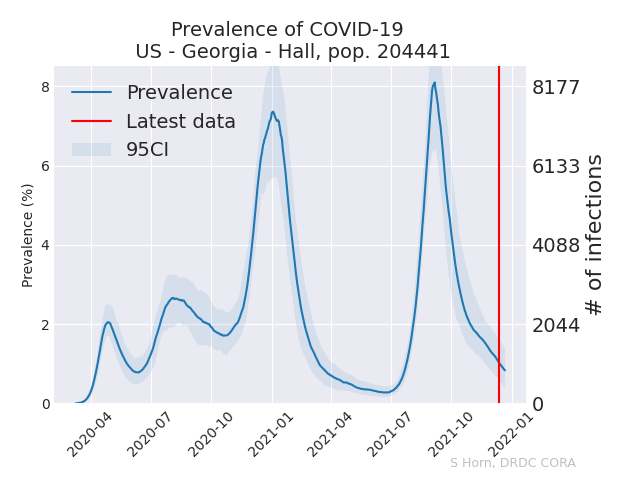 Prevalence of COVID-19
US - Georgia - Hall, pop. 204441
Prevalence
Latest data
95CI
8
6
4
2
0
Prevalence (%)
8177
6133
4088
2044
0
# of infections
2020-04
2020-07
2020-10
2021-01
2021-04
2021-07
2021-10
2022-01
S Horn, DRDC CORA